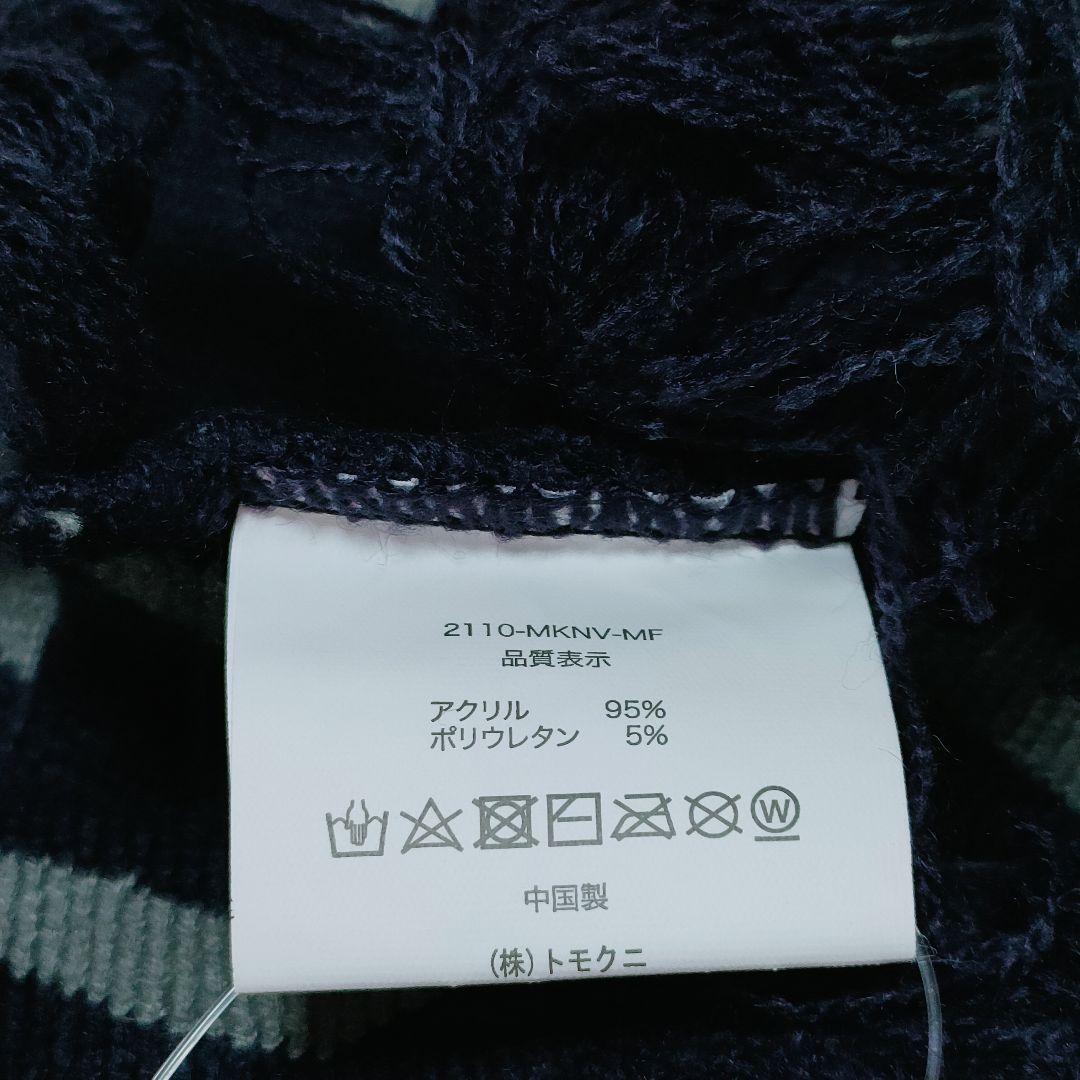 2110-MKNV-MF
品質表示
アクリル 95%
ポリウレタン 5%
W
中国製
(株)トモクニ